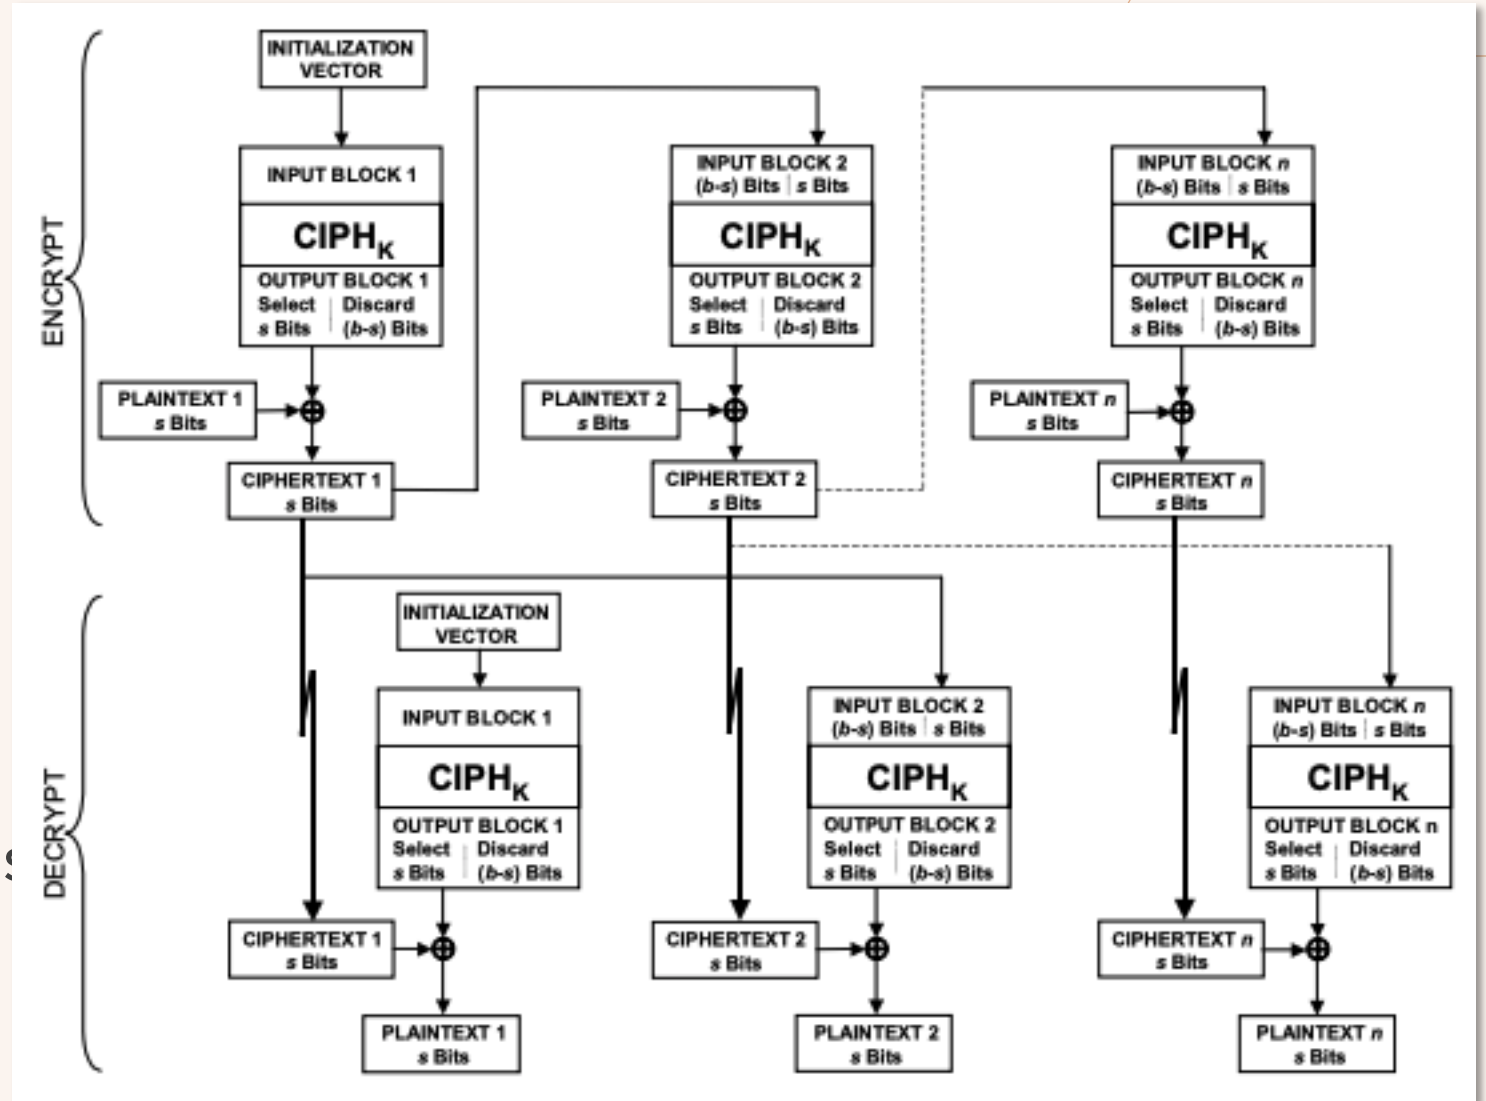 ENCRYPT
INITIALIZATION
VECTOR
INPUT BLOCK 1
CIPHK
OUTPUT BLOCK 1
Select Discard
s Bits (b-s) Bits
PLAINTEXT 1
s Bits
CIPHERTEXT 1
s Bits
INPUT BLOCK 2
(b-s) Bits s Bits
CIPHK
OUTPUT BLOCK 2
Select Discard
s Bits (b-s) Bits
PLAINTEXT 2
s Bits
CIPHERTEXT 2
s Bits
INPUT BLOCK n
(b-s) Bits s Bits
CIPHK
OUTPUT BLOCK n
Select Discard
s Bits (b-s) Bits
PLAINTEXT n
s Bits
CIPHERTEXT n
s Bits
DECRYPT
INITIALIZATION
VECTOR
INPUT BLOCK 1
CIPHK
OUTPUT BLOCK 1
Select Discard
s Bits (b-s) Bits
CIPHERTEXT 1
s Bits
PLAINTEXT 1
s Bits
INPUT BLOCK 2
(b-s) Bits s Bits
CIPHK
OUTPUT BLOCK 2
Select Discard
s Bits (b-s) Bits
CIPHERTEXT 2
s Bits
PLAINTEXT 2
s Bits
INPUT BLOCK n
(b-s) Bits s Bits
CIPHK
OUTPUT BLOCK n
Select Discard
s Bits (b-s) Bits
CIPHERTEXT n
s Bits
PLAINTEXT n
s Bits